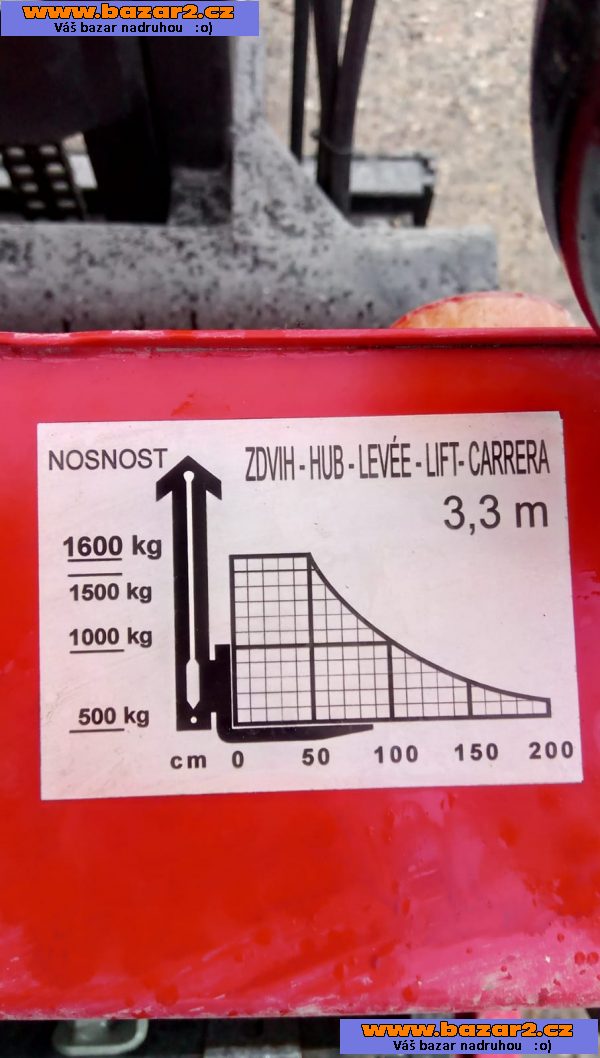 www.bazar2.cz
Váš bazar nadruhou :o)
NOSNOST
ZDVIH - HUB - LEVÉE - LIFT- CARRERA
3,3 m
1600 kg
1500 kg
1000 kg
500 kg
cm 0 50 100 150 200
www.bazar2.cz
Váš bazar nadruhou :o)